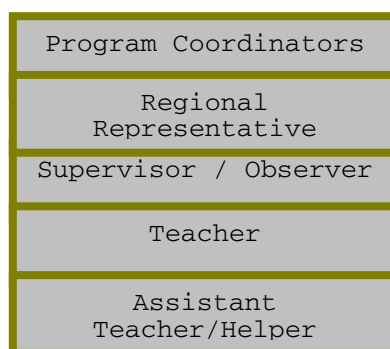 Program Coordinators
Regional
Representative
Supervisor / Observer
Teacher
Assistant
Teacher/Helper